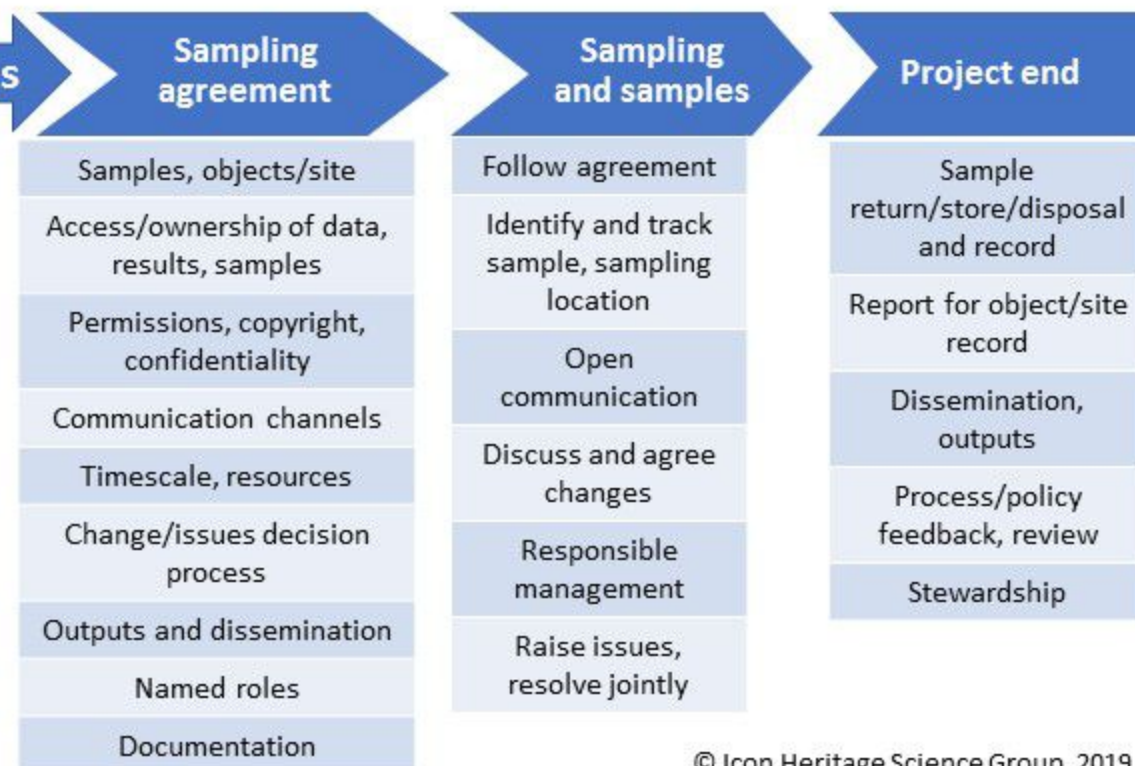 s
Sampling
agreement
Samples, objects/site
Access/ownership of data,
results, samples
Permissions, copyright,
confidentiality
Communication channels
Timescale, resources
Change/issues decision
process
Outputs and dissemination
Named roles
Documentation
Sampling
and samples
Follow agreement
Identify and track
sample, sampling
location
Open
communication
Discuss and agree
changes
Responsible
management
Raise issues,
resolve jointly
Project end
Sample
return/store/disposal
and record
Report for object/site
record
Dissemination,
outputs
Process/policy
feedback, review
Stewardship
© Icon Heritage Science Group, 2019